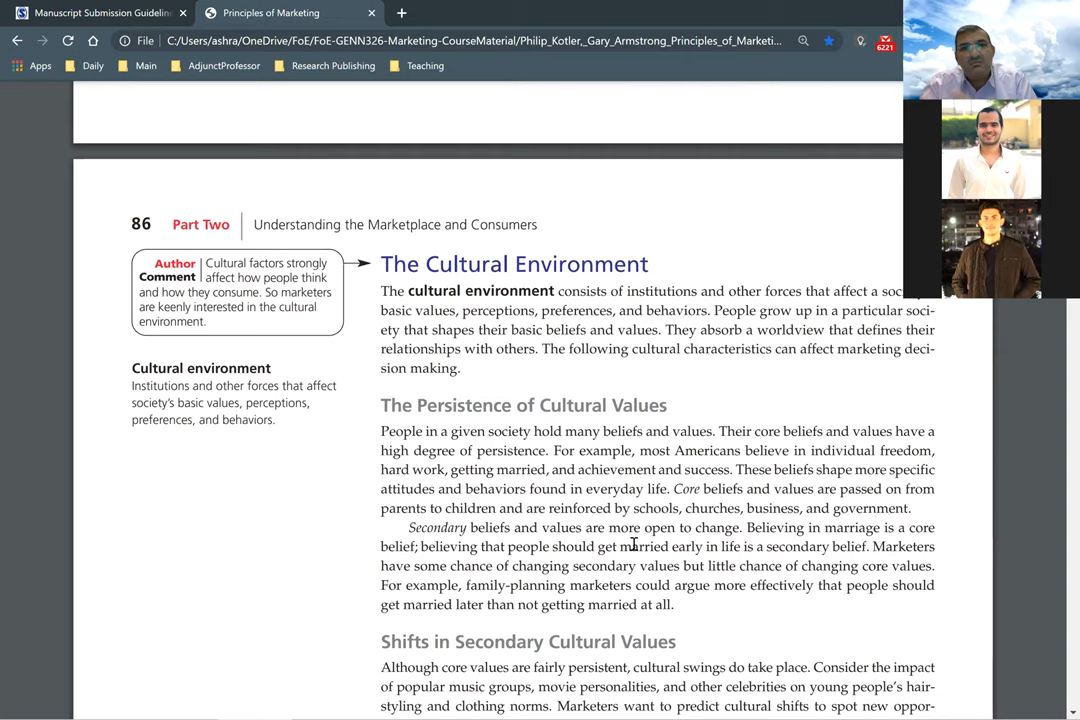 Manuscript Submission Guidelin
Principles of Marketing
File C:/Users/ashra/OneDrive/FoE/FoE-GENN326-Marketing-CourseMaterial/Philip_Kotler,_Gary_Armstrong_Principles_of_Marketi...
6221
Apps Daily Main AdjunctProfessor Research Publishing Teaching
86 Part Two Understanding the Marketplace and Consumers
Author Comment Cultural factors strongly
affect how people think
and how they consume. So marketers
are keenly interested in the cultural
environment.
Cultural environment
Institutions and other forces that affect
society's basic values, perceptions,
preferences, and behaviors.
The Cultural Environment
The cultural environment consists of institutions and other forces that affect a
basic values, perceptions, preferences, and behaviors. People grow up in a particular soci-
ety that shapes their basic beliefs and values. They absorb a worldview that defines their
relationships with others. The following cultural characteristics can affect marketing deci-
sion making.
The Persistence of Cultural Values
People in a given society hold many beliefs and values. Their core beliefs and values have a
high degree of persistence. For example, most Americans believe in individual freedom,
hard work, getting married, and achievement and success. These beliefs shape more specific
attitudes and behaviors found in everyday life. Core beliefs and values are passed on from
parents to children and are reinforced by schools, churches, business, and government.
Secondary beliefs and values are more open to change. Believing in marriage is a core
belief; believing that people should get married early in life is a secondary belief. Marketers
have some chance of changing secondary values but little chance of changing core values.
For example, family-planning marketers could argue more effectively that people should
get married later than not getting married at all.
Shifts in Secondary Cultural Values
Although core values are fairly persistent, cultural swings do take place. Consider the impact
of popular music groups, movie personalities, and other celebrities on young people's hair-
styling and clothing norms. Marketers want to predict cultural shifts to spot new oppor-